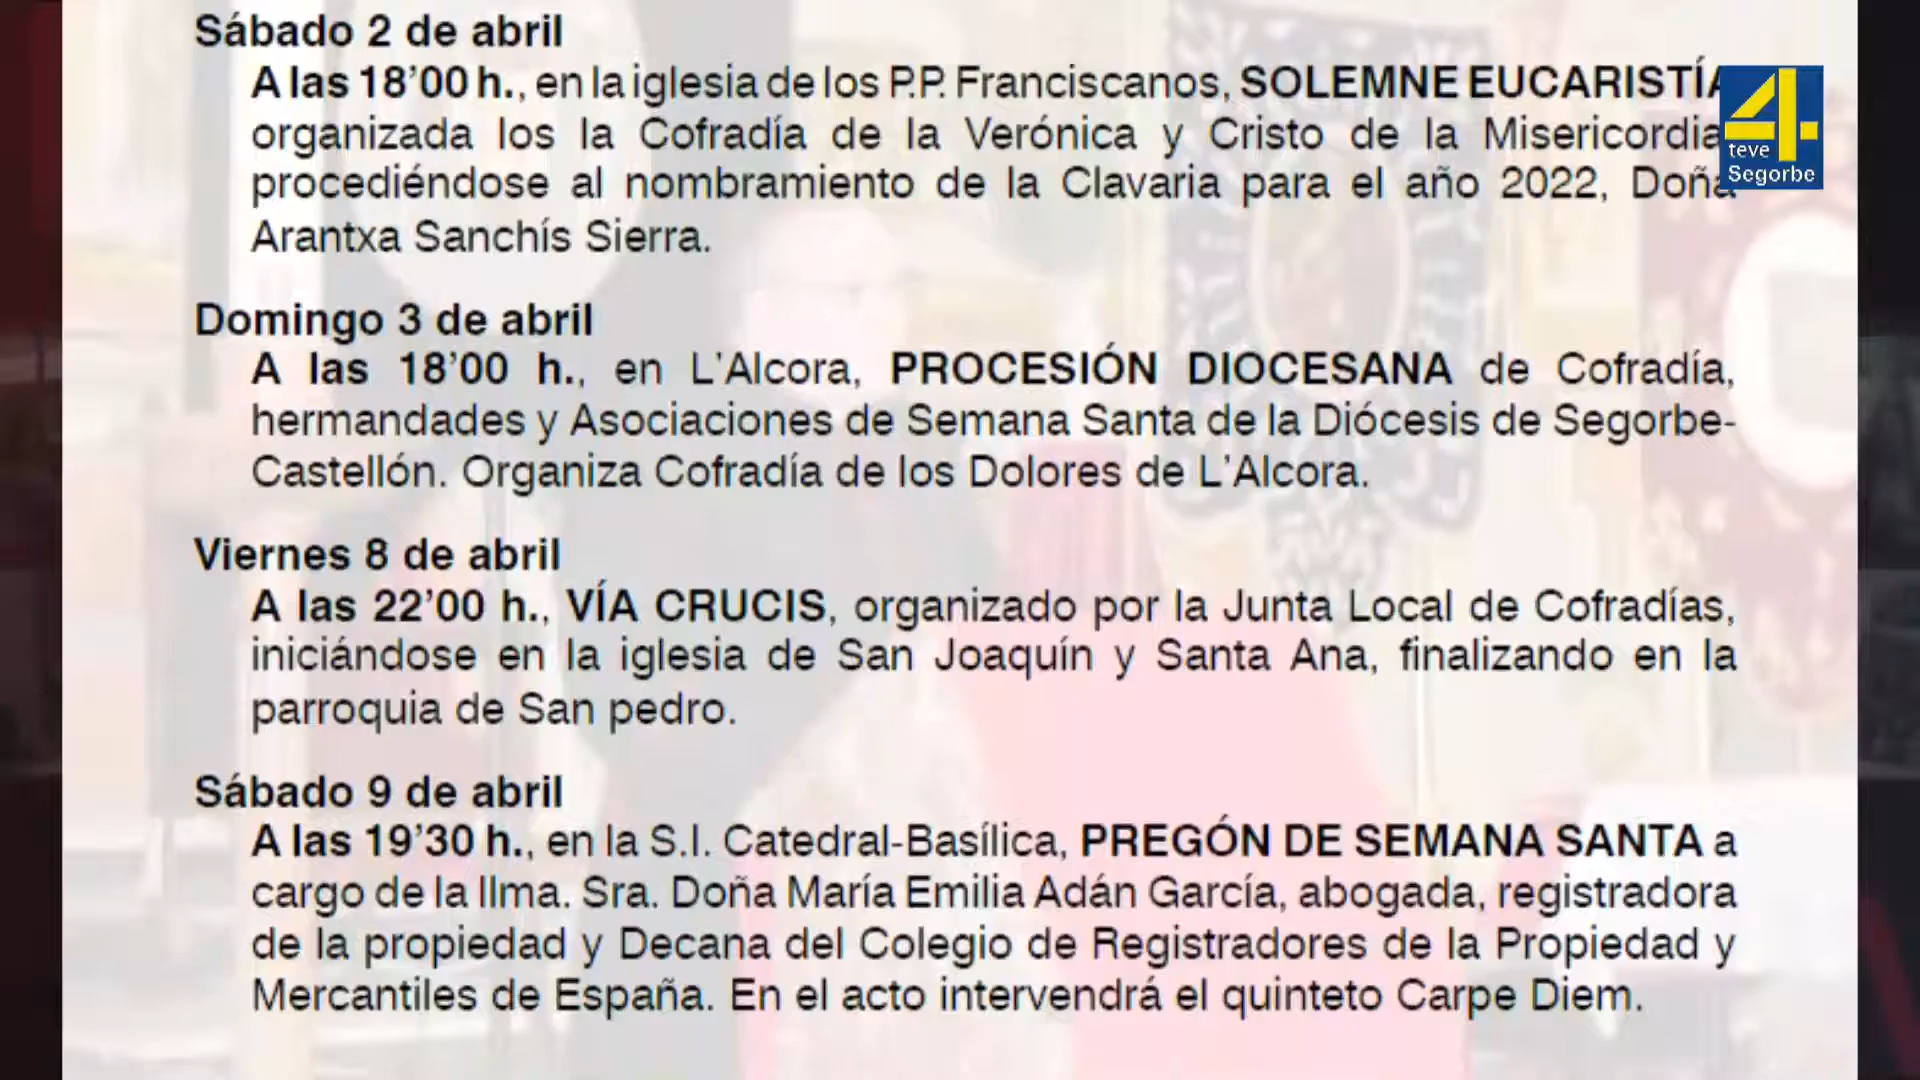 Sábado 2 de abril
A las 18’00 h., en la iglesia de los P.P. Franciscanos, SOLEMNE EUCARISTÍA
organizada los la Cofradía de la Verónica y Cristo de la Misericordia
procediéndose al nombramiento de la Clavaria para el año 2022, Doña
Arantxa Sanchís Sierra.
4
teve
Segorbe
Domingo 3 de abril
A las 18’00 h., en L’Alcora, PROCESIÓN DIOCESANA de Cofradía,
hermandades y Asociaciones de Semana Santa de la Diócesis de Segorbe-
Castellón. Organiza Cofradía de los Dolores de L’Alcora.
Viernes 8 de abril
A las 22’00 h., VÍA CRUCIS, organizado por la Junta Local de Cofradías,
iniciándose en la iglesia de San Joaquín y Santa Ana, finalizando en la
parroquia de San pedro.
Sábado 9 de abril
A las 19’30 h., en la S.I. Catedral-Basílica, PREGÓN DE SEMANA SANTA a
cargo de la Ilma. Sra. Doña María Emilia Adán García, abogada, registradora
de la propiedad y Decana del Colegio de Registradores de la Propiedad y
Mercantiles de España. En el acto intervendrá el quinteto Carpe Diem.